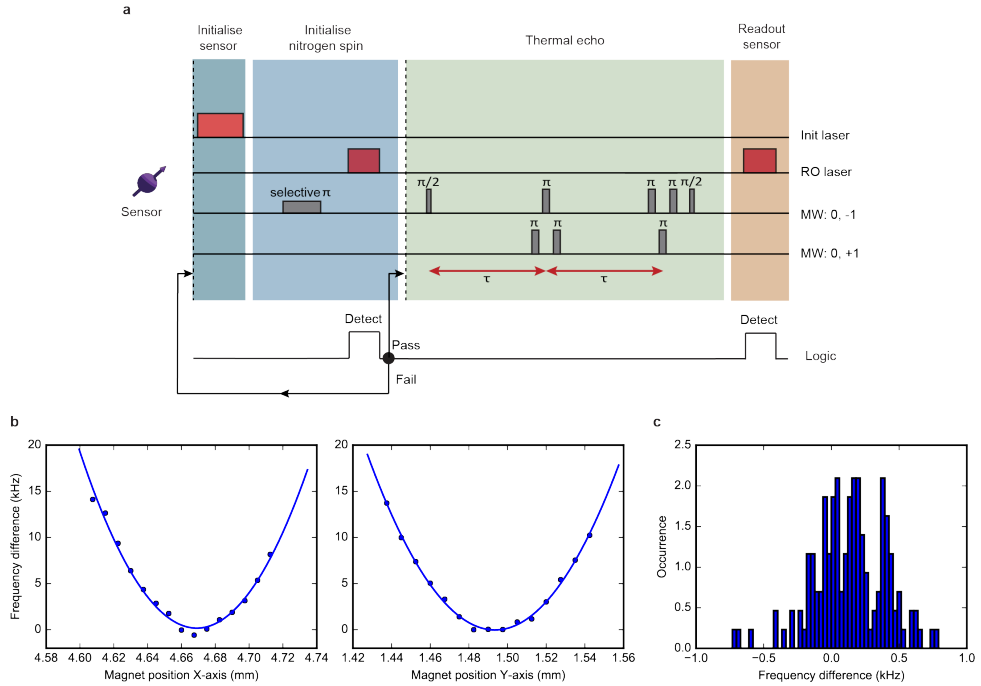 a
Initialise sensor
Initialise nitrogen spin
Thermal echo
Readout sensor
Init laser
RO laser
Sensor
selective π
π/2
π
π
π
π/2
MW: 0, -1
π
π
π
MW: 0, +1
τ
τ
Detect
Detect
Pass
Fail
Logic
b
Frequency difference (kHz)
20
15
10
5
0
4.58 4.60 4.62 4.64 4.66 4.68 4.70 4.72 4.74
Magnet position X-axis (mm)
20
15
10
5
0
1.42 1.44 1.46 1.48 1.50 1.52 1.54 1.56
Magnet position Y-axis (mm)
c
Occurrence
2.5
2.0
1.5
1.0
0.5
0.0
−1.0 −0.5 0.0 0.5 1.0
Frequency difference (kHz)